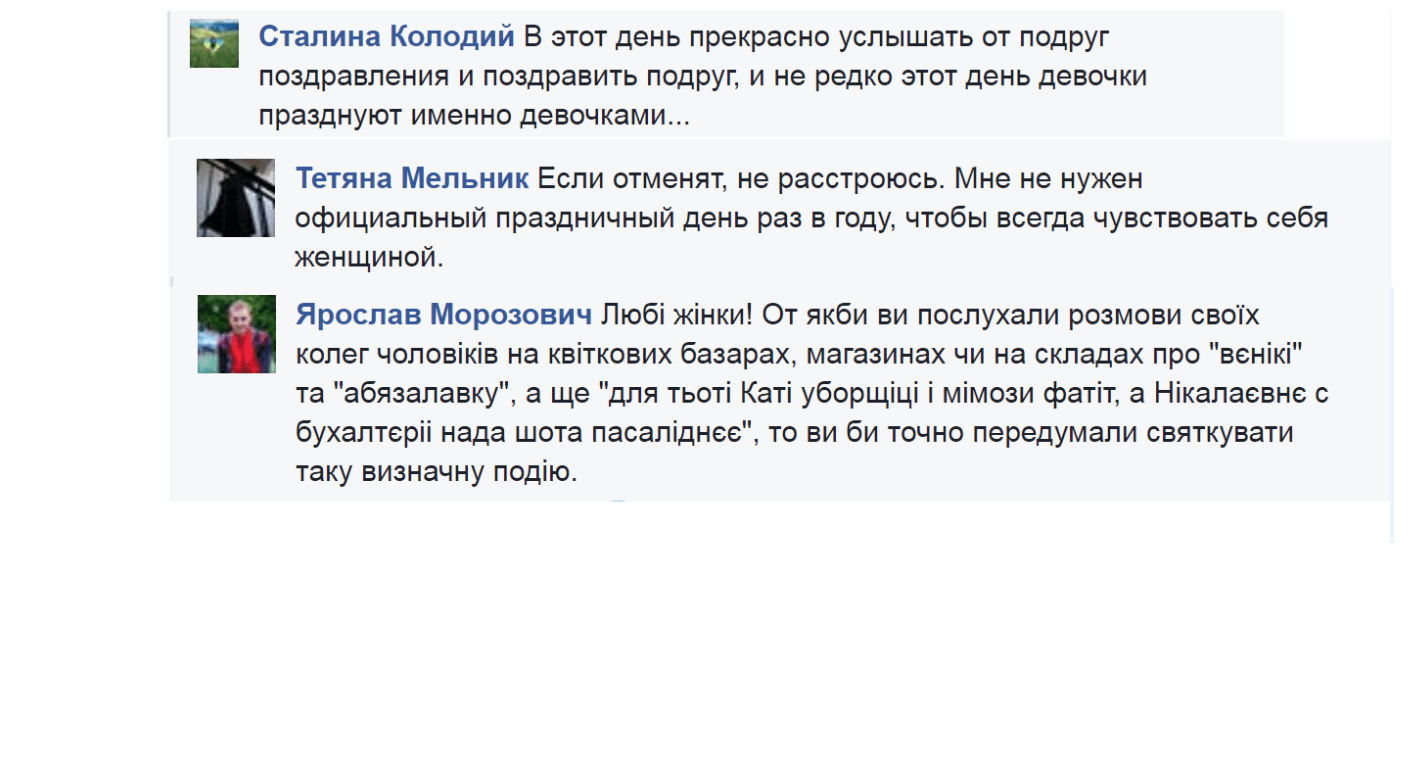 Сталина Колодий В этот день прекрасно услышать от подруг
поздравления и поздравить подруг, и не редко этот день девочки
празднуют именно девочками...
Тетяна Мельник Если отменят, не расстроюсь. Мне не нужен
официальный праздничный день раз в году, чтобы всегда чувствовать себя
женщиной.
Ярослав Морозович Любі жінки! От якби ви послухали розмови своїх
колег чоловіків на квіткових базарах, магазинах чи на складах про "вєнікі"
та "абязалавку", а ще "для тьоті Каті уборщіці і мімози фатіт, а Нікалаєвнє с
бухалтєріі нада шота пасаліднєє", то ви би точно передумали святкувати
таку визначну подію.